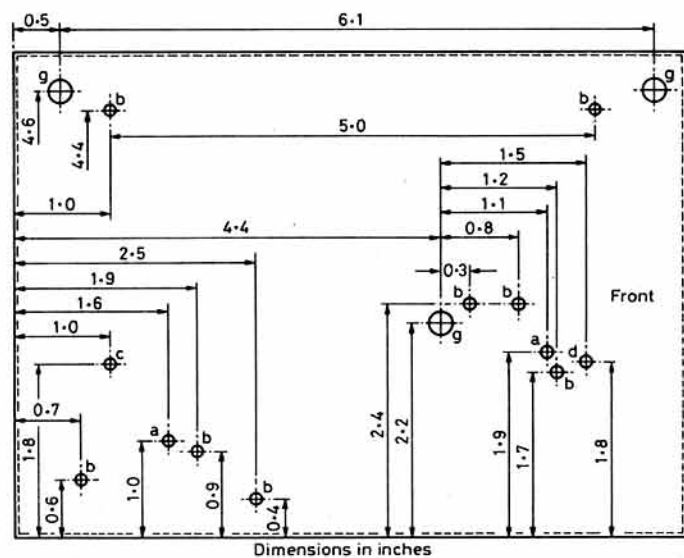 0·5 6·1
g g
b b
4·6 4·4 5·0
1·5
1·2
1·0 1·1
4·4 0·8
2·5
1·9 0·3
1·6 b b Front
1·0 g
c a d
b
0·7
a b
1·8 0·6 b 1·0 0·9 b 0·4 2·4 2·2 1·9 1·7 1·8
Dimensions in inches